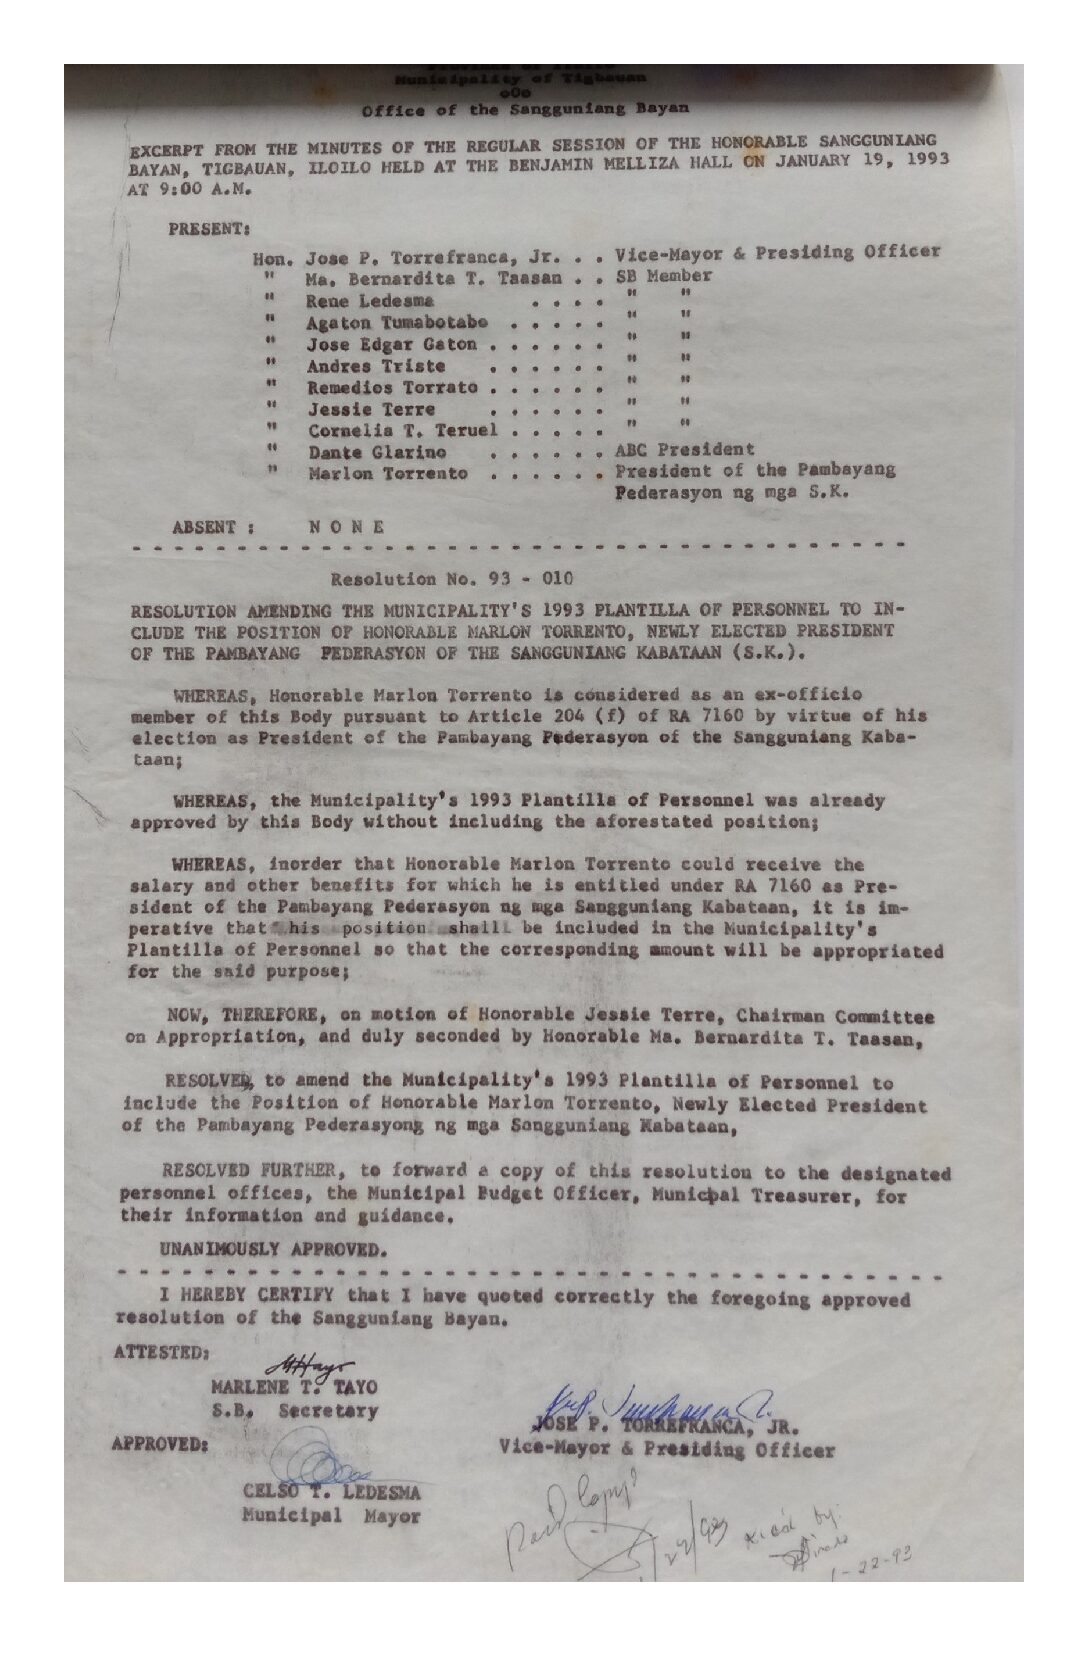 Province of Iloilo
Municipality of Tigbauan
oOo
Office of the Sangguniang Bayan
EXCERPT FROM THE MINUTES OF THE REGULAR SESSION OF THE HONORABLE SANGGUNIANG
BAYAN, TIGBAUAN, ILOILO HELD AT THE BENJAMIN MELLIZA HALL ON JANUARY 19, 1993
AT 9:00 A.M.
PRESENT:
Hon. Jose P. Torrefranca, Jr. . . Vice-Mayor & Presiding Officer
" Ma. Bernardita T. Taasan . . SB Member
" Rene Ledesma . . . . " "
" Agaton Tumabotabo . . . . . " "
" Jose Edgar Gaton . . . . . . " "
" Andres Triste . . . . . . " "
" Remedios Torrato . . . . . . " "
" Jessie Terre . . . . . . " "
" Cornelia T. Teruel . . . . . " "
" Dante Glarino . . . . . . ABC President
" Marlon Torrento . . . . . . President of the Pambayang
Pederasyon ng mga S.K.
ABSENT : N O N E
- - - - - - - - - - - - - - - - - - - - - - - - - - - - - - - - - - - - -
Resolution No. 93 - 010
RESOLUTION AMENDING THE MUNICIPALITY'S 1993 PLANTILLA OF PERSONNEL TO IN-
CLUDE THE POSITION OF HONORABLE MARLON TORRENTO, NEWLY ELECTED PRESIDENT
OF THE PAMBAYANG PEDERASYON OF THE SANGGUNIANG KABATAAN (S.K.).
WHEREAS, Honorable Marlon Torrento is considered as an ex-officio
member of this Body pursuant to Article 204 (f) of RA 7160 by virtue of his
election as President of the Pambayang Pederasyon of the Sangguniang Kaba-
taan;
WHEREAS, the Municipality's 1993 Plantilla of Personnel was already
approved by this Body without including the aforestated position;
WHEREAS, inorder that Honorable Marlon Torrento could receive the
salary and other benefits for which he is entitled under RA 7160 as Pre-
sident of the Pambayang Pederasyon ng mga Sangguniang Kabataan, it is im-
perative that his position shall be included in the Municipality's
Plantilla of Personnel so that the corresponding amount will be appropriated
for the said purpose;
NOW, THEREFORE, on motion of Honorable Jessie Terre, Chairman Committee
on Appropriation, and duly seconded by Honorable Ma. Bernardita T. Taasan,
RESOLVED, to amend the Municipality's 1993 Plantilla of Personnel to
include the Position of Honorable Marlon Torrento, Newly Elected President
of the Pambayang Pederasyong ng mga Songguniang Kabataan,
RESOLVED FURTHER, to forward a copy of this resolution to the designated
personnel offices, the Municipal Budget Officer, Municpal Treasurer, for
their information and guidance.
UNANIMOUSLY APPROVED.
- - - - - - - - - - - - - - - - - - - - - - - - - - - - - - - - - - - - - - -
I HEREBY CERTIFY that I have quoted correctly the foregoing approved
resolution of the Sangguniang Bayan.
ATTESTED:
MARLENE T. TAYO
S.B. Secretary
JOSE P. TORREFRANCA, JR.
Vice-Mayor & Presiding Officer
APPROVED:
CELSO T. LEDESMA
Municipal Mayor
1/22/93
1-22-93